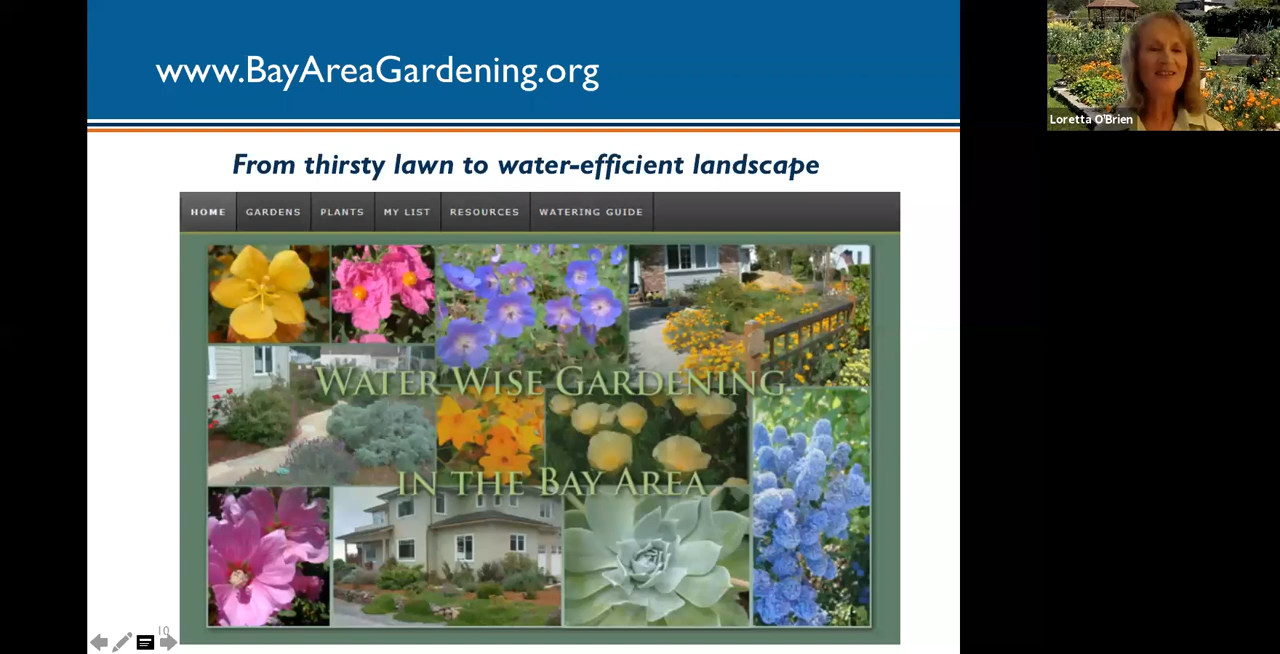 www.BayAreaGardening.org
Loretta O'Brien
From thirsty lawn to water-efficient landscape
HOME GARDENS PLANTS MY LIST RESOURCES WATERING GUIDE
WATER WISE GARDENING
IN THE BAY AREA
10